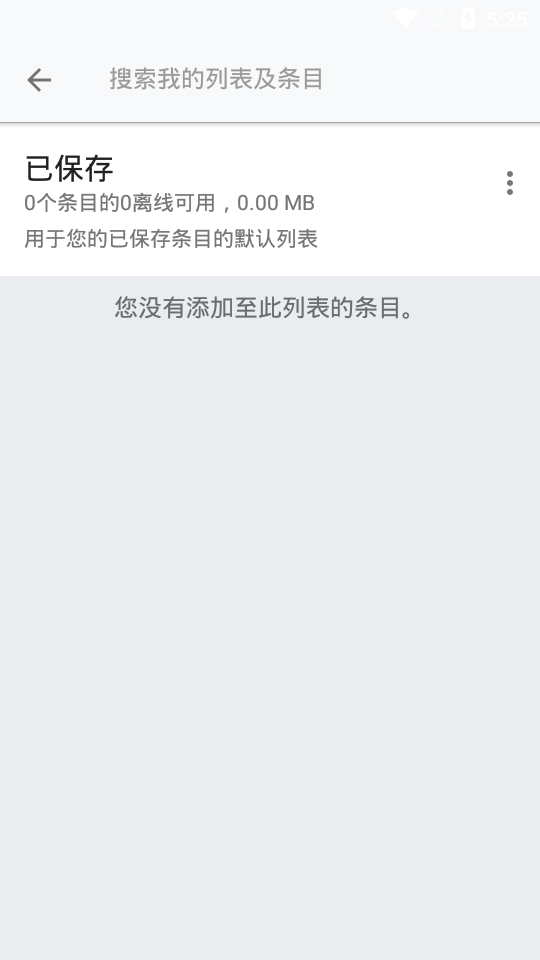 5:25
搜索我的列表及条目
已保存
0个条目的0离线可用，0.00 MB
用于您的已保存条目的默认列表
您没有添加至此列表的条目。